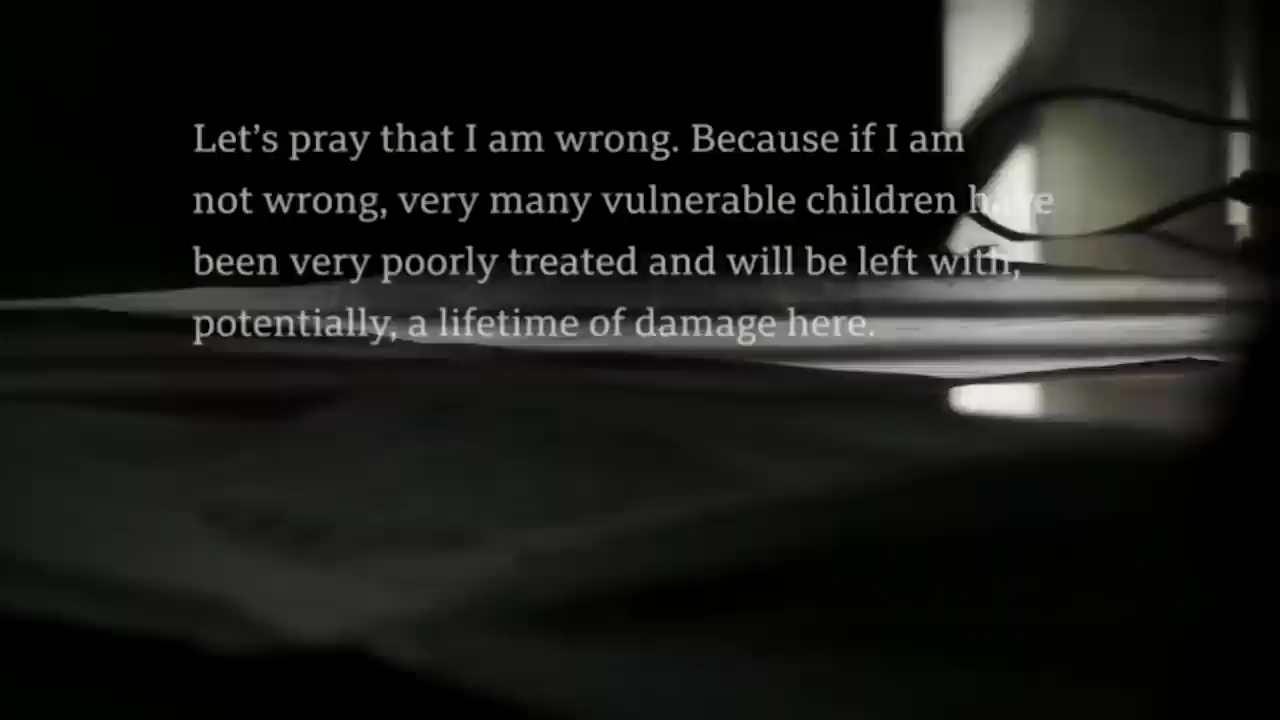 Let's pray that I am wrong. Because if I am
not wrong, very many vulnerable children have
been very poorly treated and will be left with,
potentially, a lifetime of damage here.